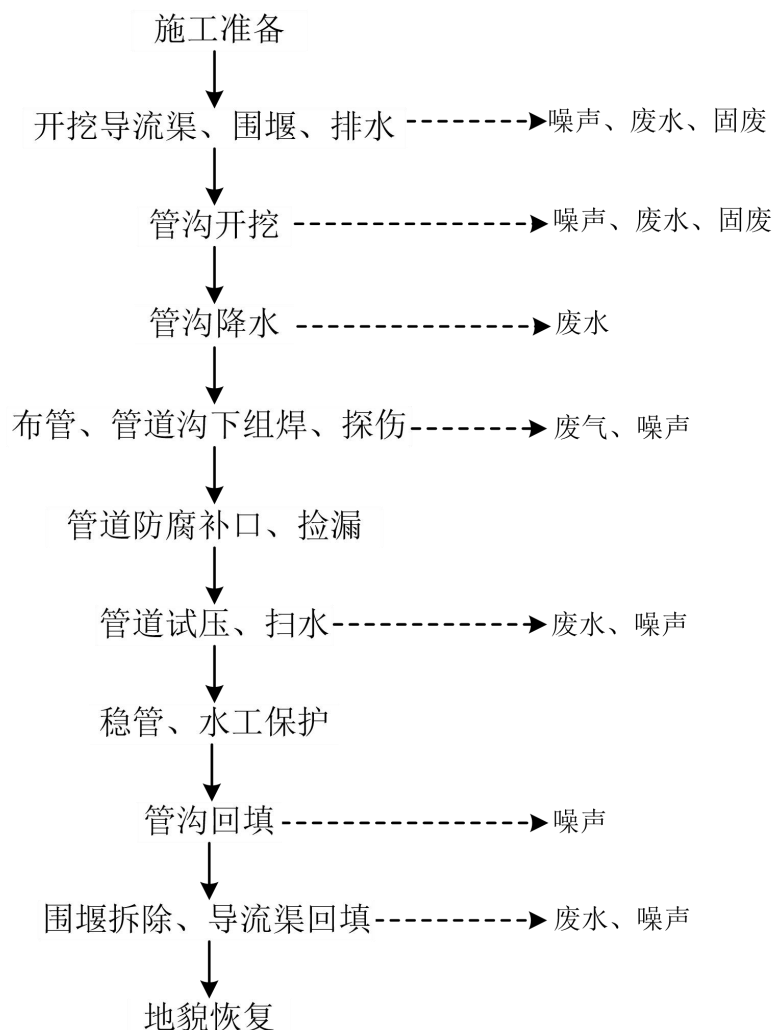 施工准备
开挖导流渠、围堰、排水 噪声、废水、固废
管沟开挖 噪声、废水、固废
管沟降水 废水
布管、管道沟下组焊、探伤 废气、噪声
管道防腐补口、捡漏
管道试压、扫水 废水、噪声
稳管、水工保护
管沟回填 噪声
围堰拆除、导流渠回填 废水、噪声
地貌恢复